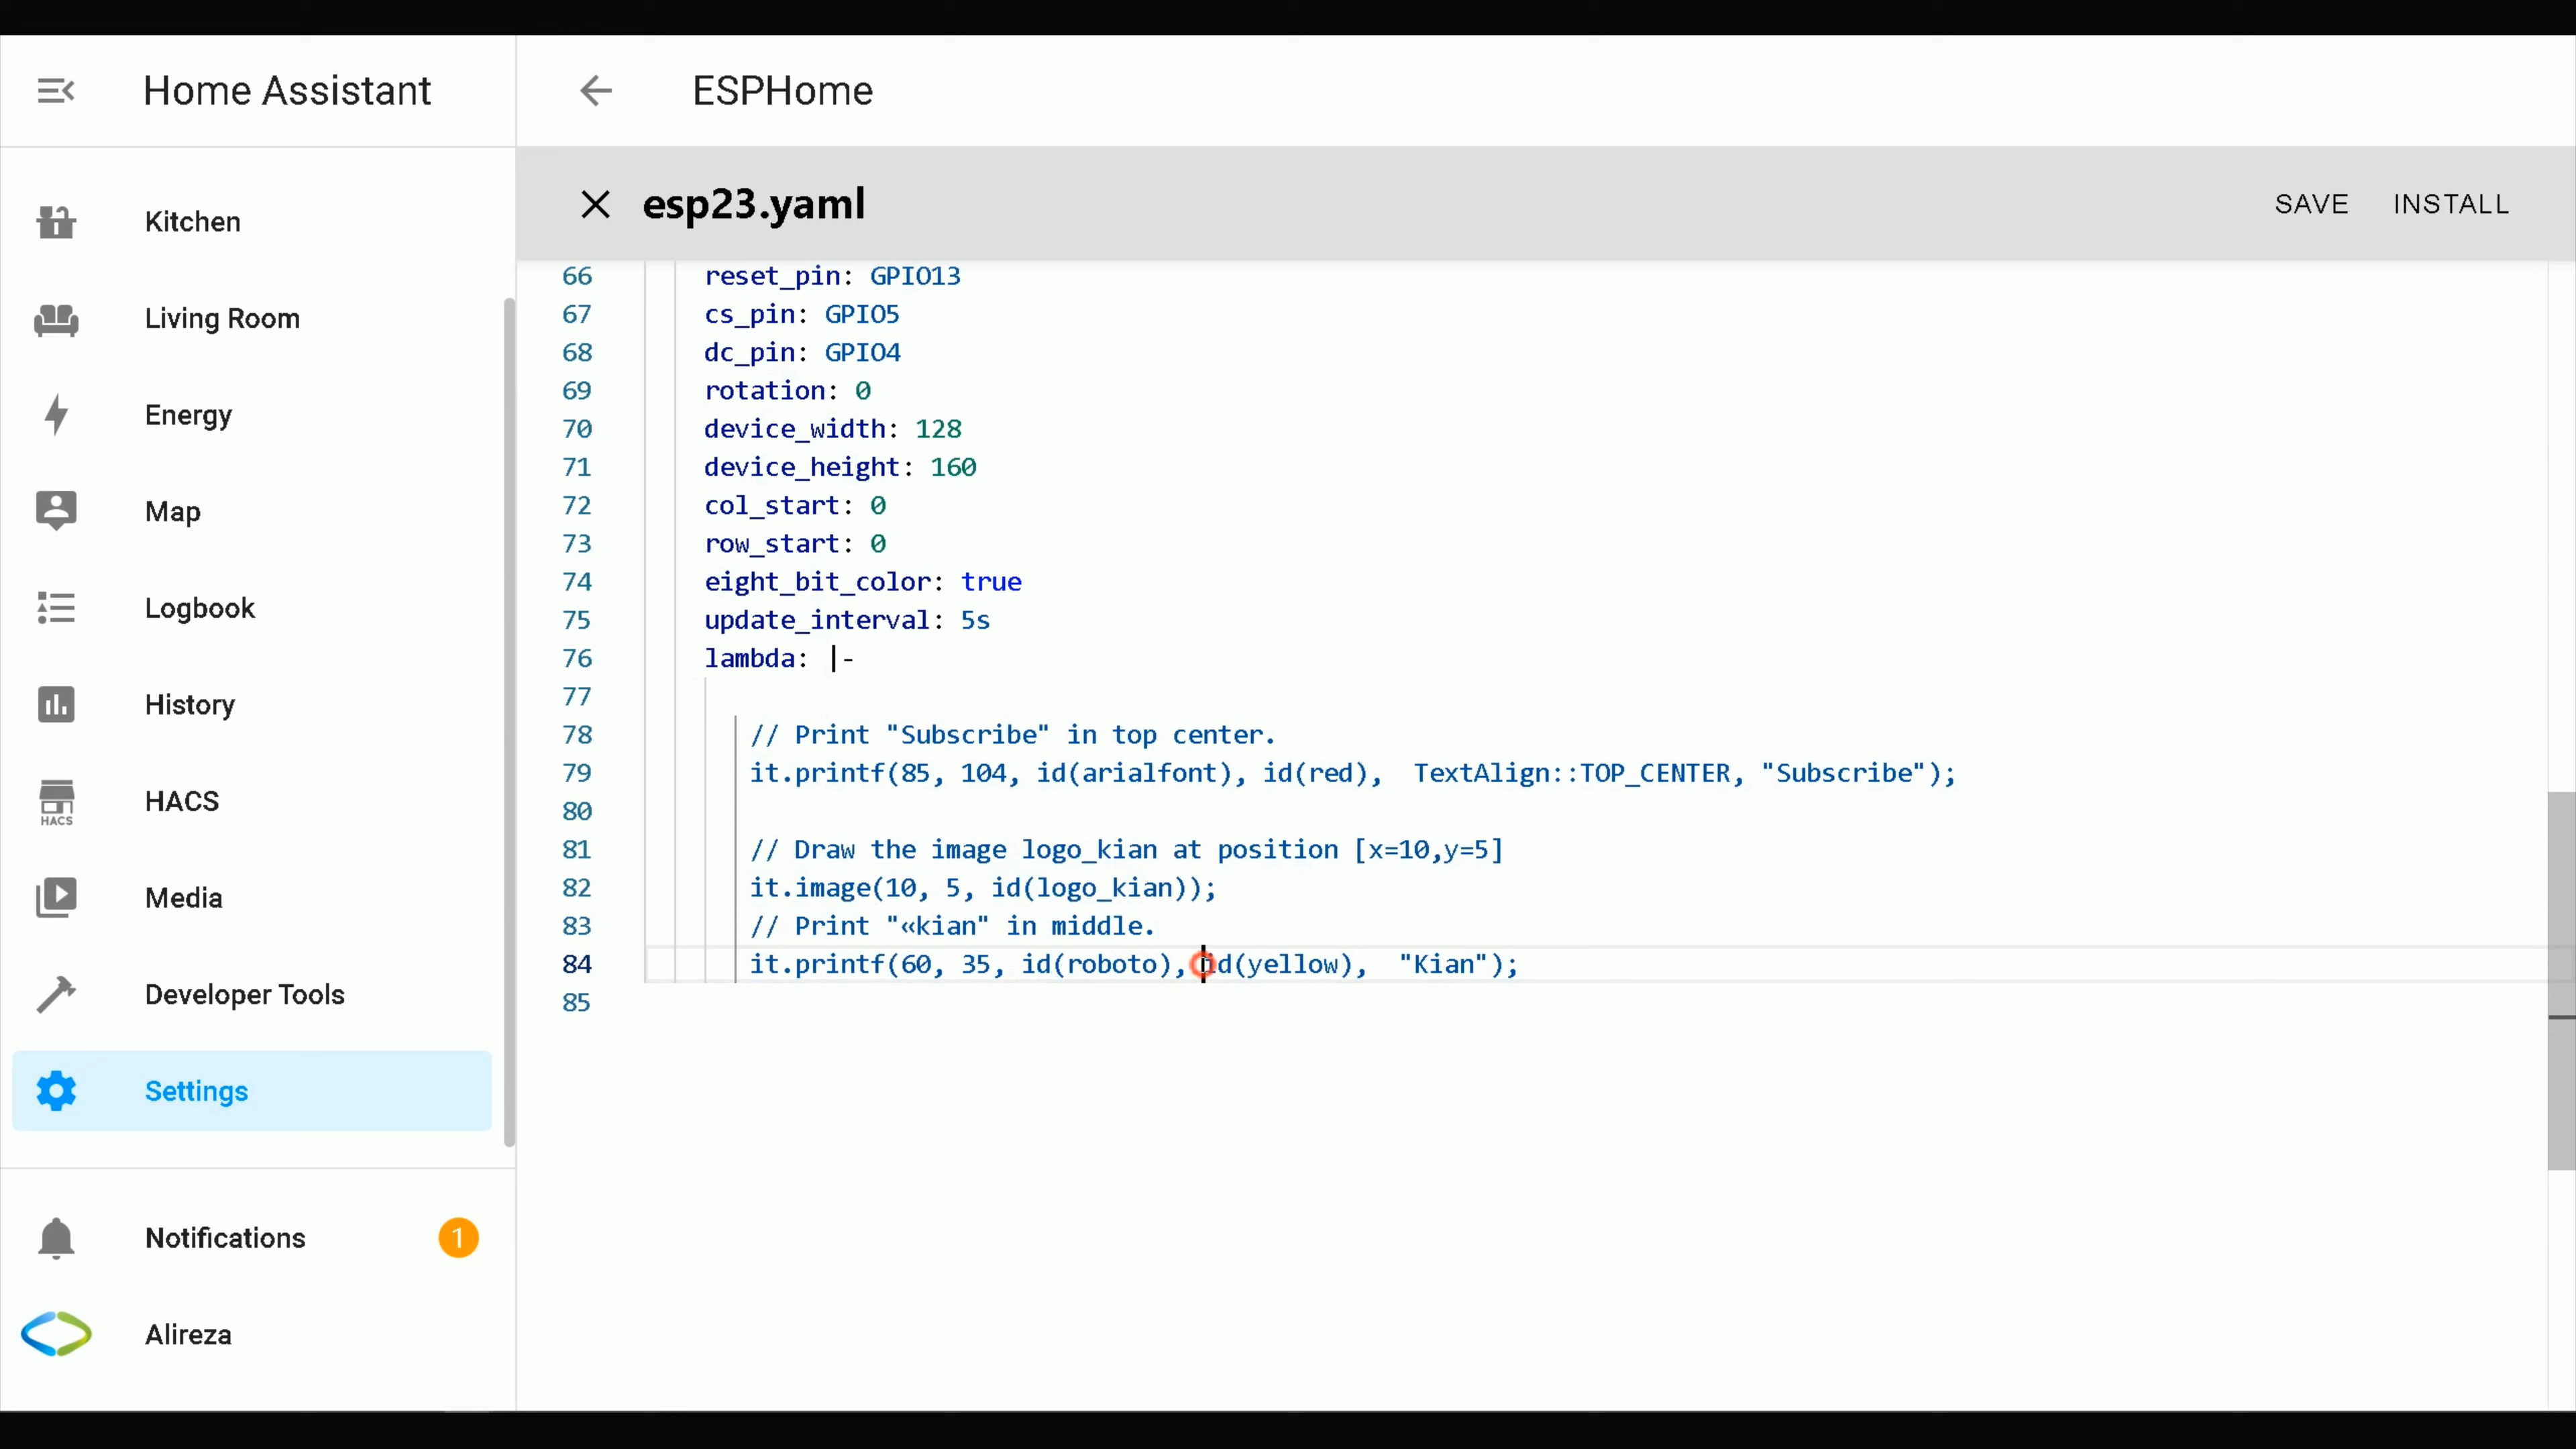 Home Assistant
ESPHome
esp23.yaml
SAVE INSTALL
Kitchen
Living Room
Energy
Map
Logbook
History
HACS
HACS
Media
Developer Tools
Settings
Notifications
1
Alireza
66 reset_pin: GPIO13
67 cs_pin: GPIO5
68 dc_pin: GPIO4
69 rotation: 0
70 device_width: 128
71 device_height: 160
72 col_start: 0
73 row_start: 0
74 eight_bit_color: true
75 update_interval: 5s
76 lambda: |-
77
78 // Print "Subscribe" in top center.
79 it.printf(85, 104, id(arialfont), id(red),  TextAlign::TOP_CENTER, "Subscribe");
80
81 // Draw the image logo_kian at position [x=10,y=5]
82 it.image(10, 5, id(logo_kian));
83 // Print "«kian" in middle.
84 it.printf(60, 35, id(roboto), id(yellow),  "Kian");
85